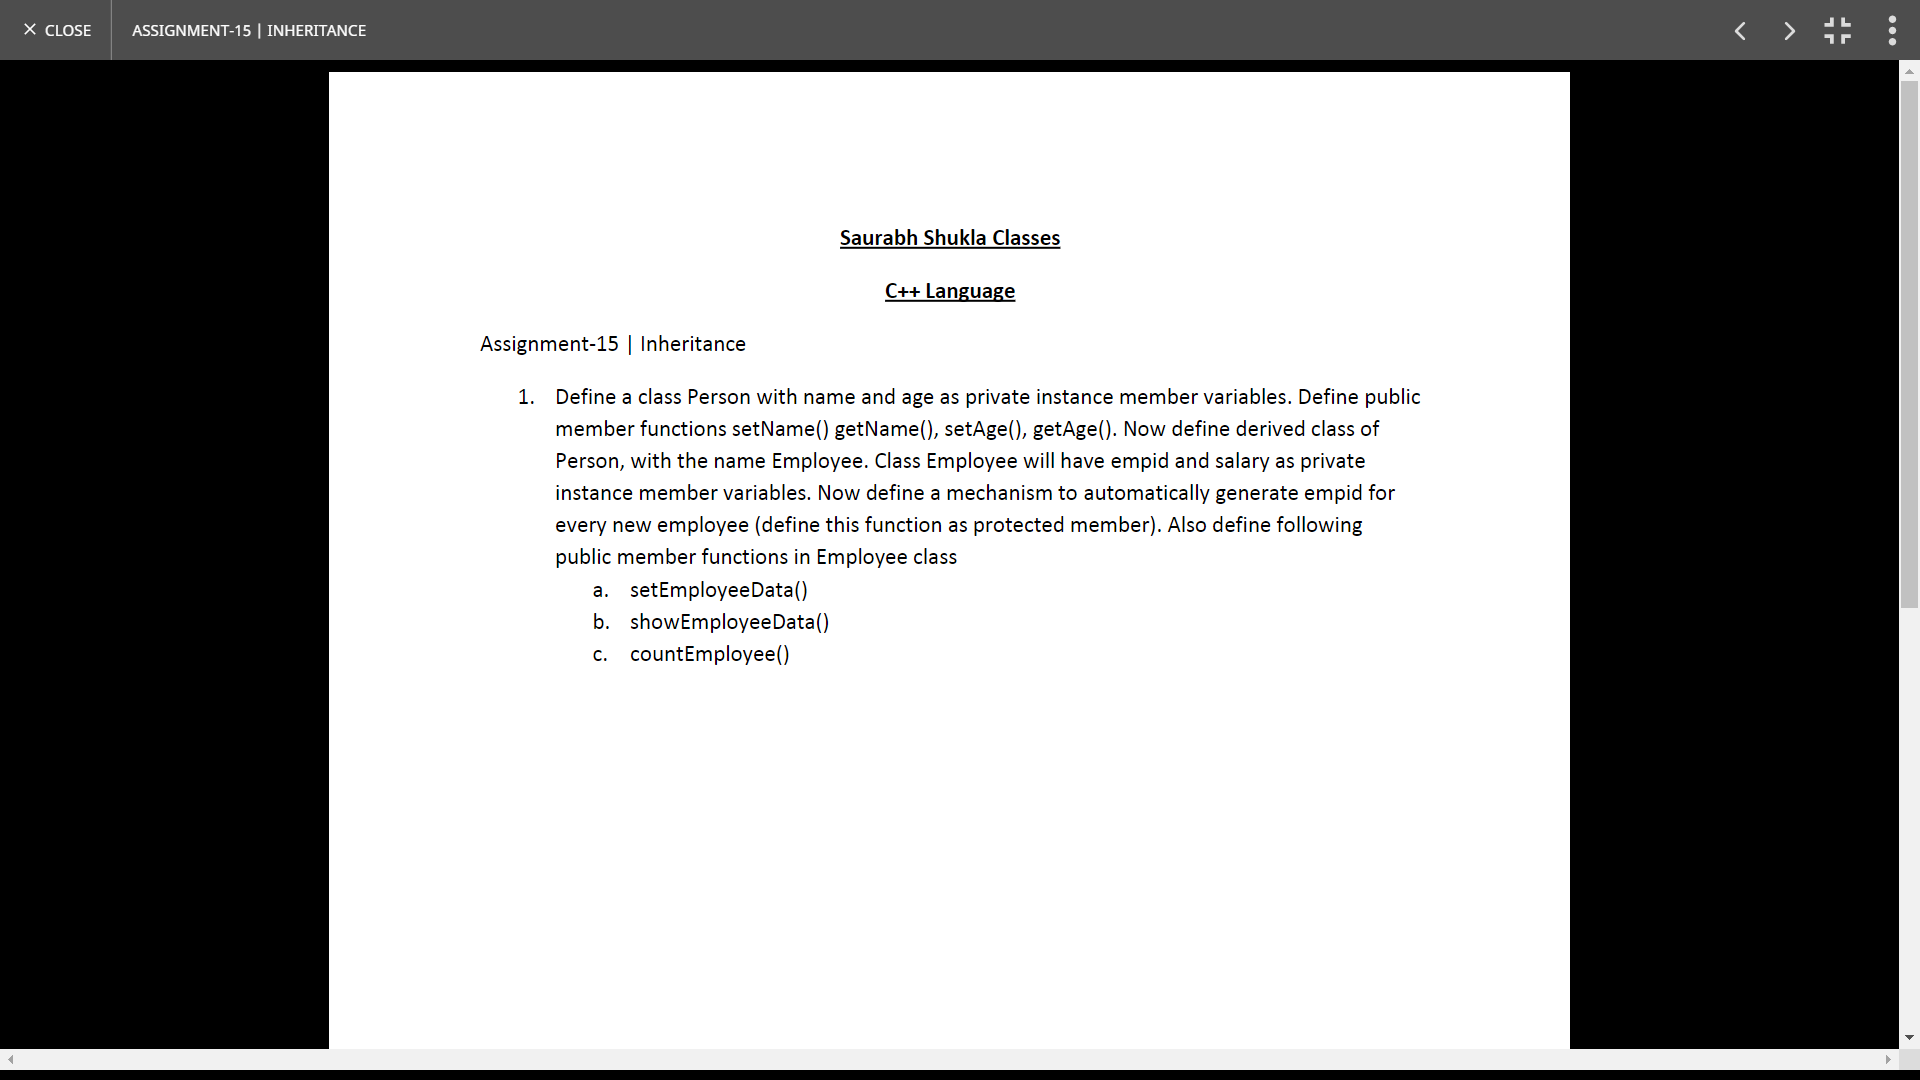 CLOSE
ASSIGNMENT-15 | INHERITANCE
Saurabh Shukla Classes
C++ Language
Assignment-15 | Inheritance
1. Define a class Person with name and age as private instance member variables. Define public
member functions setName() getName(), setAge(), getAge(). Now define derived class of
Person, with the name Employee. Class Employee will have empid and salary as private
instance member variables. Now define a mechanism to automatically generate empid for
every new employee (define this function as protected member). Also define following
public member functions in Employee class
a. setEmployeeData()
b. showEmployeeData()
c. countEmployee()